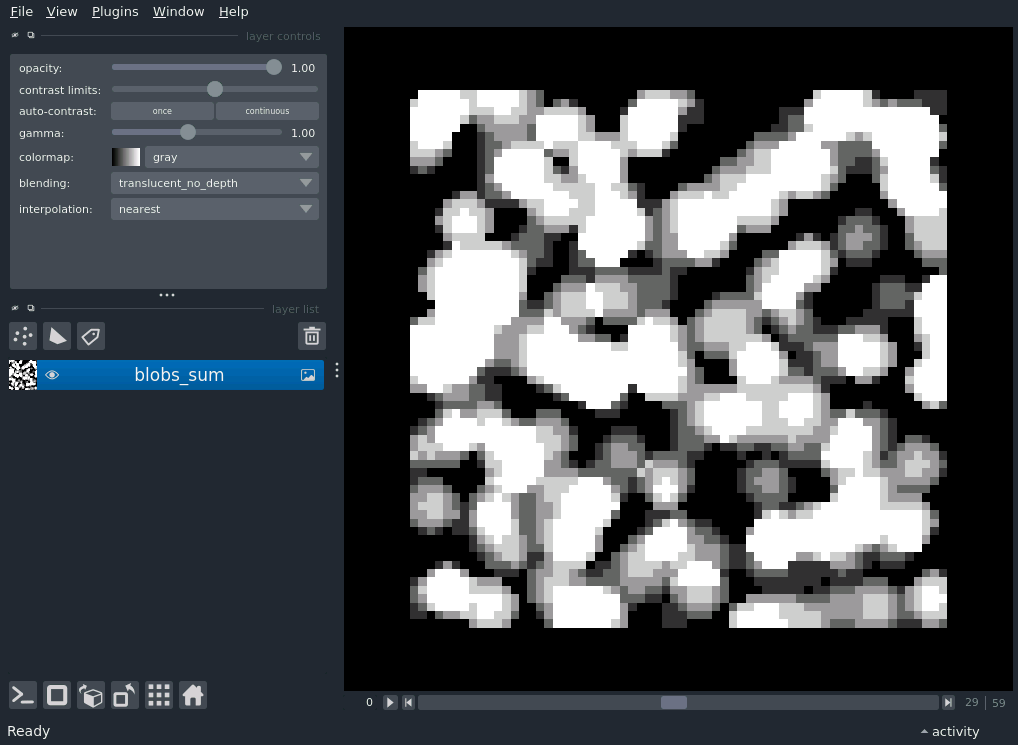 File View Plugins Window Help
layer controls
opacity: 1.00
contrast limits:
auto-contrast: once continuous
gamma: 1.00
colormap: gray
blending: translucent_no_depth
interpolation: nearest
layer list
blobs_sum
0 29 59
Ready activity